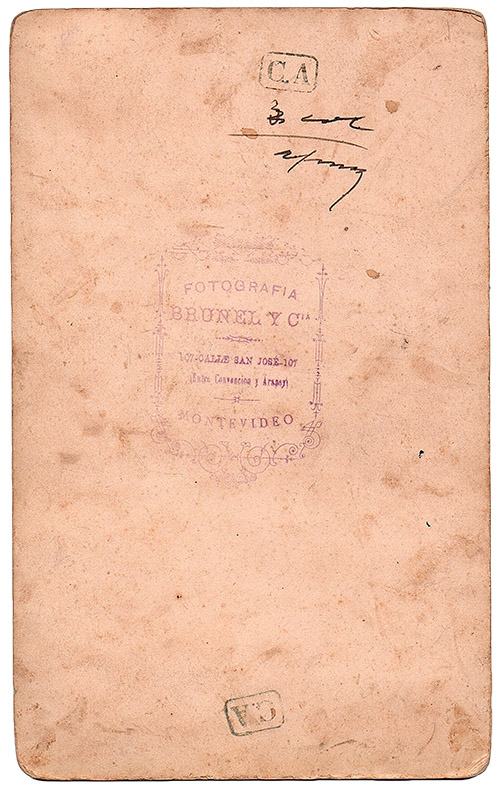 C.A
FOTOGRAFIA
BRUNEL Y Cia
107-CALLE SAN JOSÉ-107
(Entre Convencion y Arapey)
MONTEVIDEO
C.A